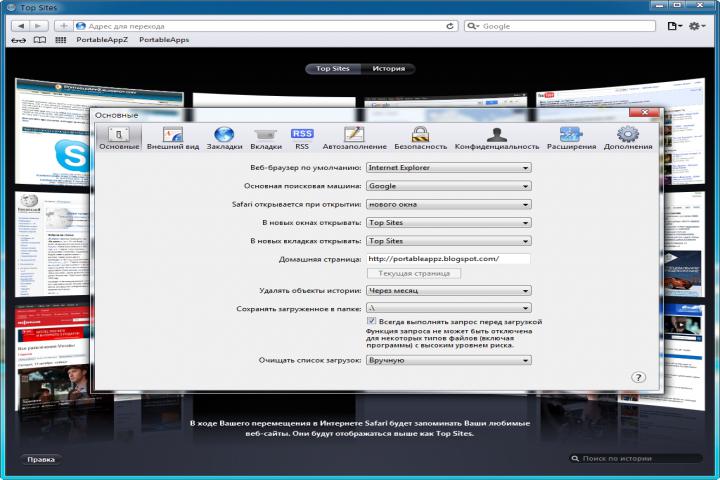 Top Sites
Адрес для перехода
Google
PortableAppZ
PortableApps
Top Sites
История
Основные
Основные
Внешний вид
Закладки
Вкладки
RSS
RSS
Автозаполнение
Безопасность
Конфиденциальность
Расширения
Дополнения
Веб-браузер по умолчанию: Internet Explorer
Основная поисковая машина: Google
Safari открывается при открытии: нового окна
В новых окнах открывать: Top Sites
В новых вкладках открывать: Top Sites
Домашняя страница: http://portableappz.blogspot.com/
Текущая страница
Удалять объекты истории: Через месяц
Сохранять загруженное в папке: .\
Всегда выполнять запрос перед загрузкой
Функция запроса не может быть отключена
для некоторых типов файлов (включая
программы) с высоким уровнем риска.
Очищать список загрузок: Вручную
?
В ходе Вашего перемещения в Интернете Safari будет запоминать Ваши любимые
веб-сайты. Они будут отображаться выше как Top Sites.
Правка
Поиск по истории